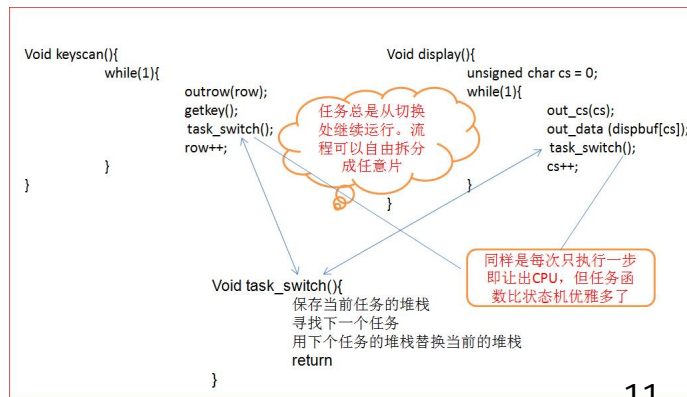 Void keyscan(){
while(1){
outrow(row);
getkey();
task_switch();
row++;
}
}
任务总是从切换
处继续运行。流
程可以自由拆分
成任意片
Void display(){
unsigned char cs = 0;
while(1){
out_cs(cs);
out_data (dispbuf[cs]);
task_switch();
cs++;
}
}
同样是每次只执行一步
即让出CPU，但任务函
数比状态机优雅多了
Void task_switch(){
保存当前任务的堆栈
寻找下一个任务
用下个任务的堆栈替换当前的堆栈
return
}
11